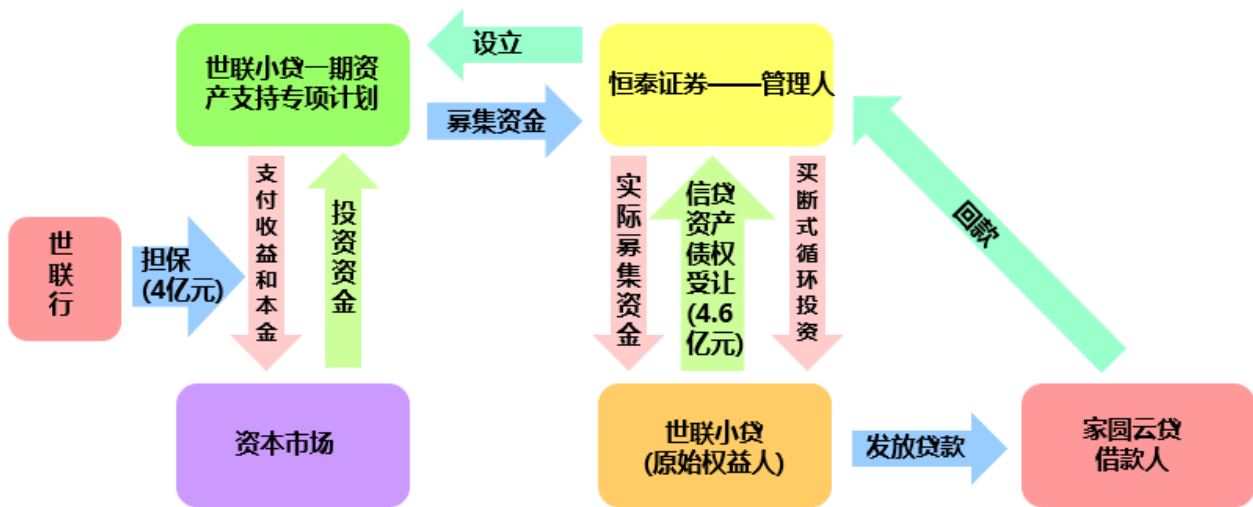 世联小贷一期资
产支持专项计划
设立
募集资金
恒泰证券——管理人
世
联
行
担保
(4亿元)
支
付
收
益
和
本
金
投
资
资
金
实
际
募
集
资
金
信贷
资产
债权
受让
(4.6
亿元)
买
断
式
循
环
投
资
回款
资本市场
世联小贷
(原始权益人)
发放贷款
家圆云贷
借款人